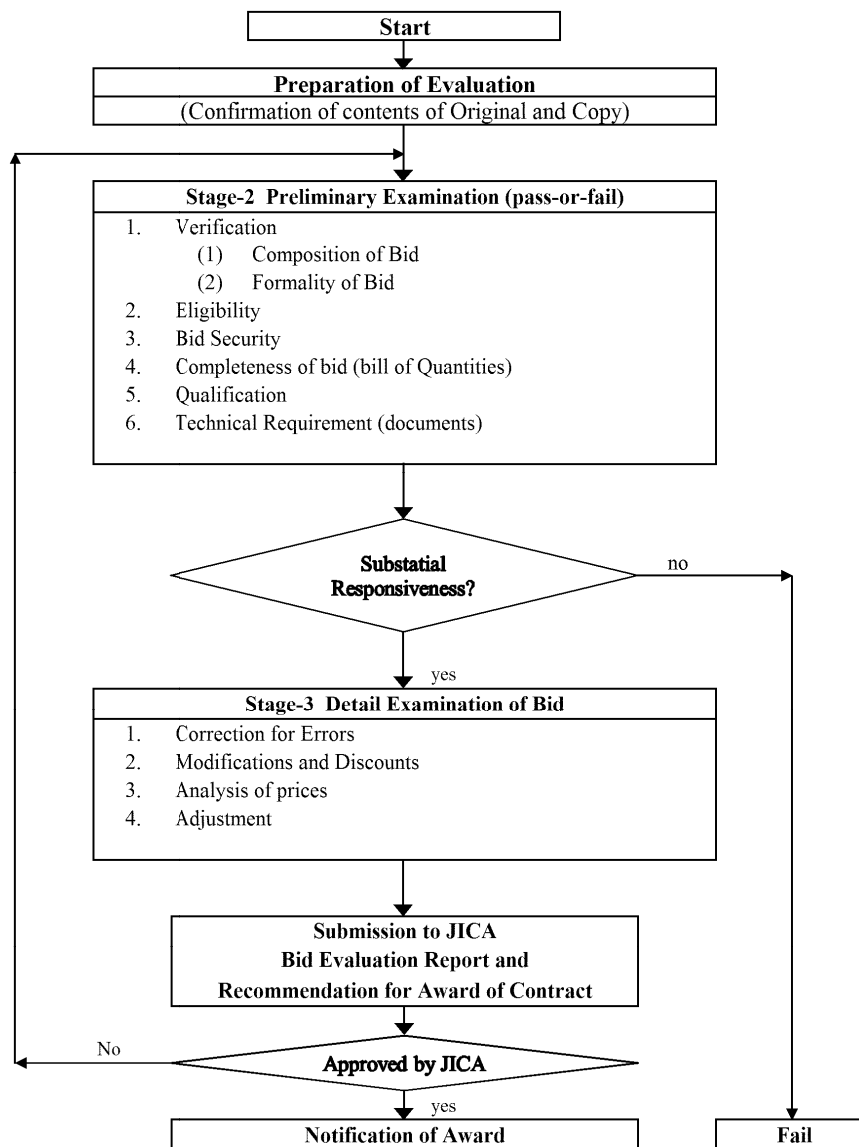 Start
Preparation of Evaluation
(Confirmation of contents of Original and Copy)
Stage-2 Preliminary Examination (pass-or-fail)
1. Verification
(1) Composition of Bid
(2) Formality of Bid
2. Eligibility
3. Bid Security
4. Completeness of bid (bill of Quantities)
5. Qualification
6. Technical Requirement (documents)
Substatial
Responsiveness?
no
yes
Stage-3 Detail Examination of Bid
1. Correction for Errors
2. Modifications and Discounts
3. Analysis of prices
4. Adjustment
Submission to JICA
Bid Evaluation Report and
Recommendation for Award of Contract
No
Approved by JICA
yes
Notification of Award
Fail